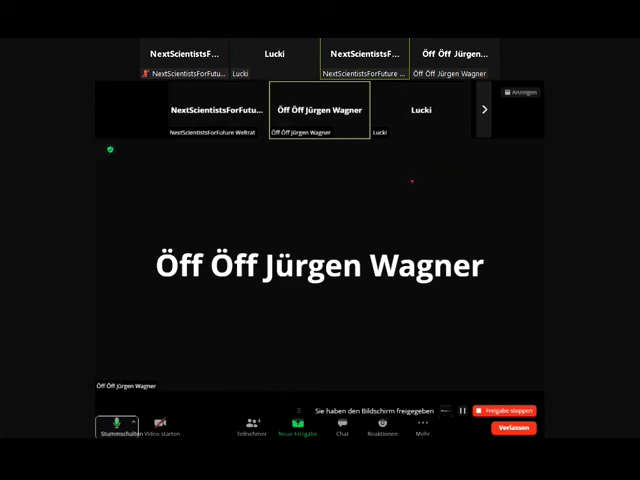 NextScientistsF...
Lucki
NextScientistsF...
Öff Öff Jürgen...
NextScientistsForFutu...
Lucki
NextScientistsForFuture ...
Öff Öff Jürgen Wagner
NextScientistsForFutu...
Öff Öff Jürgen Wagner
Lucki
Anzeigen
NextScientistsForFuture Weltrat
Öff Öff Jürgen Wagner
Lucki
Öff Öff Jürgen Wagner
Öff Öff Jürgen Wagner
Sie haben den Bildschirm freigegeben
Freigabe stoppen
Stummschalten
Video starten
Teilnehmer
4
Neue Freigabe
Chat
Reaktionen
Mehr
Verlassen